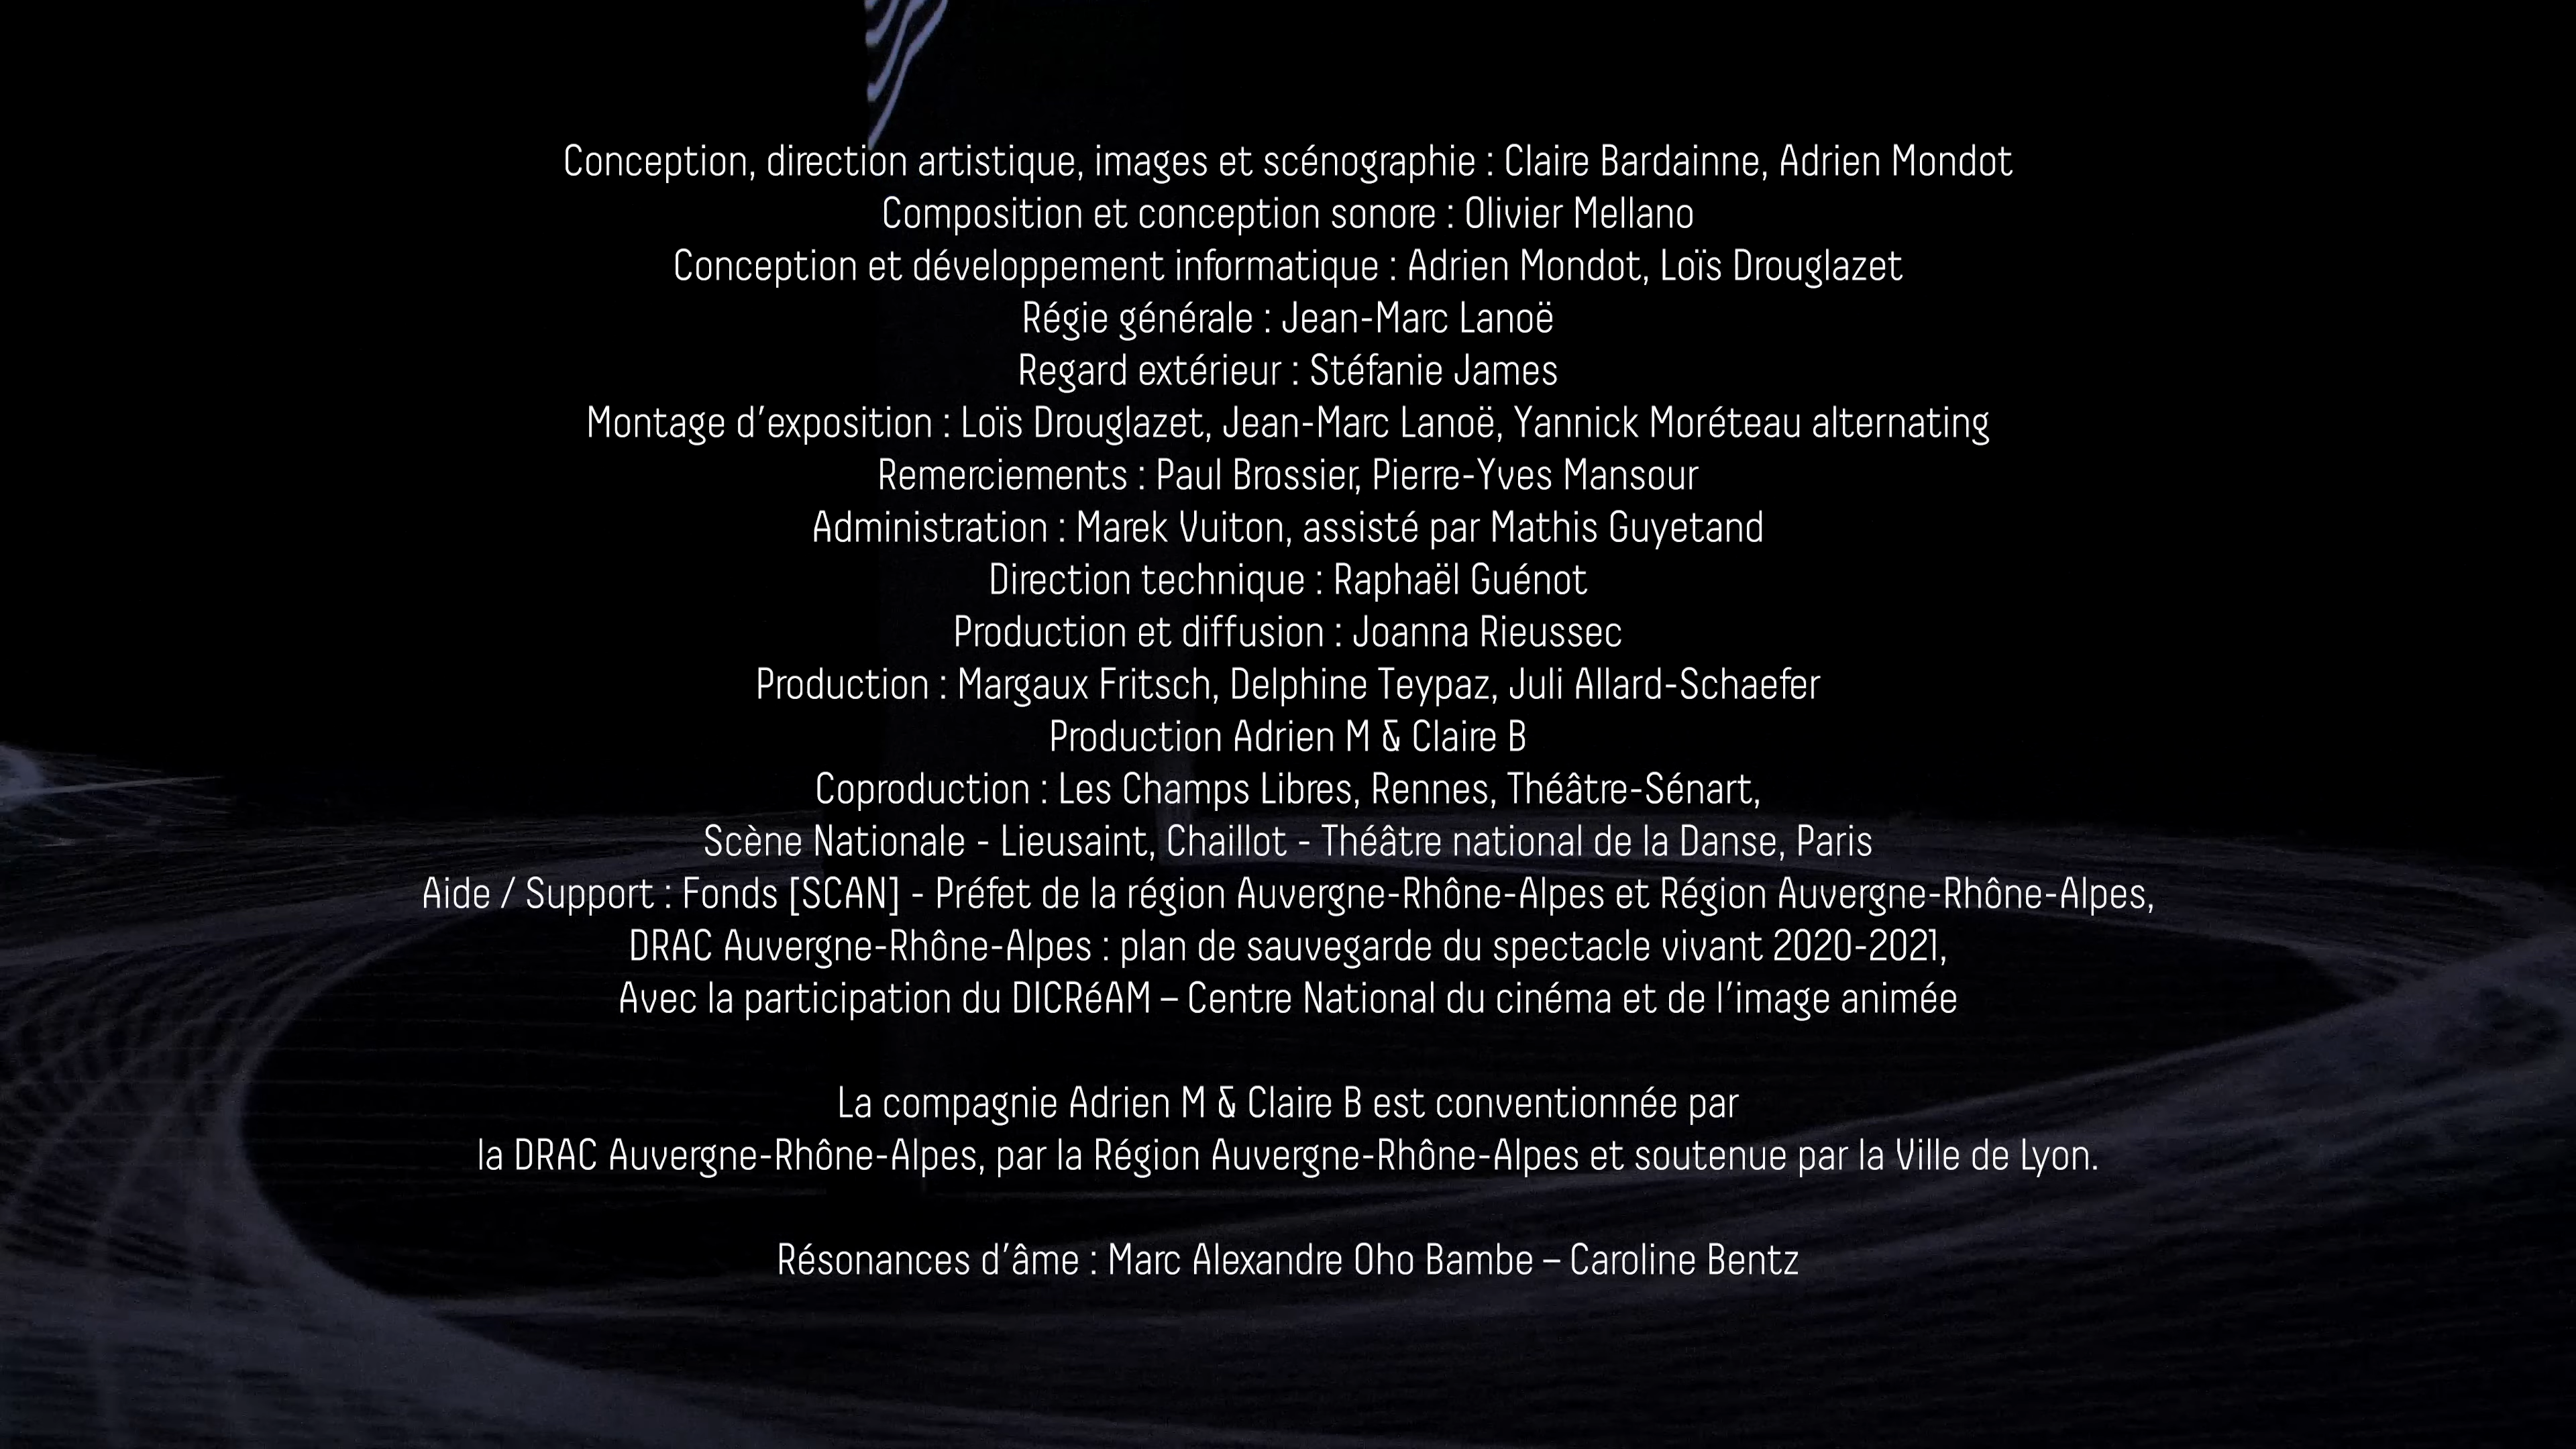 Conception, direction artistique, images et scénographie : Claire Bardainne, Adrien Mondot
Composition et conception sonore : Olivier Mellano
Conception et développement informatique : Adrien Mondot, Loïs Drouglazet
Régie générale : Jean-Marc Lanoë
Regard extérieur : Stéfanie James
Montage d’exposition : Loïs Drouglazet, Jean-Marc Lanoë, Yannick Moréteau alternating
Remerciements : Paul Brossier, Pierre-Yves Mansour
Administration : Marek Vuiton, assisté par Mathis Guyetand
Direction technique : Raphaël Guénot
Production et diffusion : Joanna Rieussec
Production : Margaux Fritsch, Delphine Teypaz, Juli Allard-Schaefer
Production Adrien M & Claire B
Coproduction : Les Champs Libres, Rennes, Théâtre-Sénart,
Scène Nationale - Lieusaint, Chaillot - Théâtre national de la Danse, Paris
Aide / Support : Fonds [SCAN] - Préfet de la région Auvergne-Rhône-Alpes et Région Auvergne-Rhône-Alpes,
DRAC Auvergne-Rhône-Alpes : plan de sauvegarde du spectacle vivant 2020-2021,
Avec la participation du DICRéAM – Centre National du cinéma et de l’image animée
La compagnie Adrien M & Claire B est conventionnée par
la DRAC Auvergne-Rhône-Alpes, par la Région Auvergne-Rhône-Alpes et soutenue par la Ville de Lyon.
Résonances d’âme : Marc Alexandre Oho Bambe – Caroline Bentz